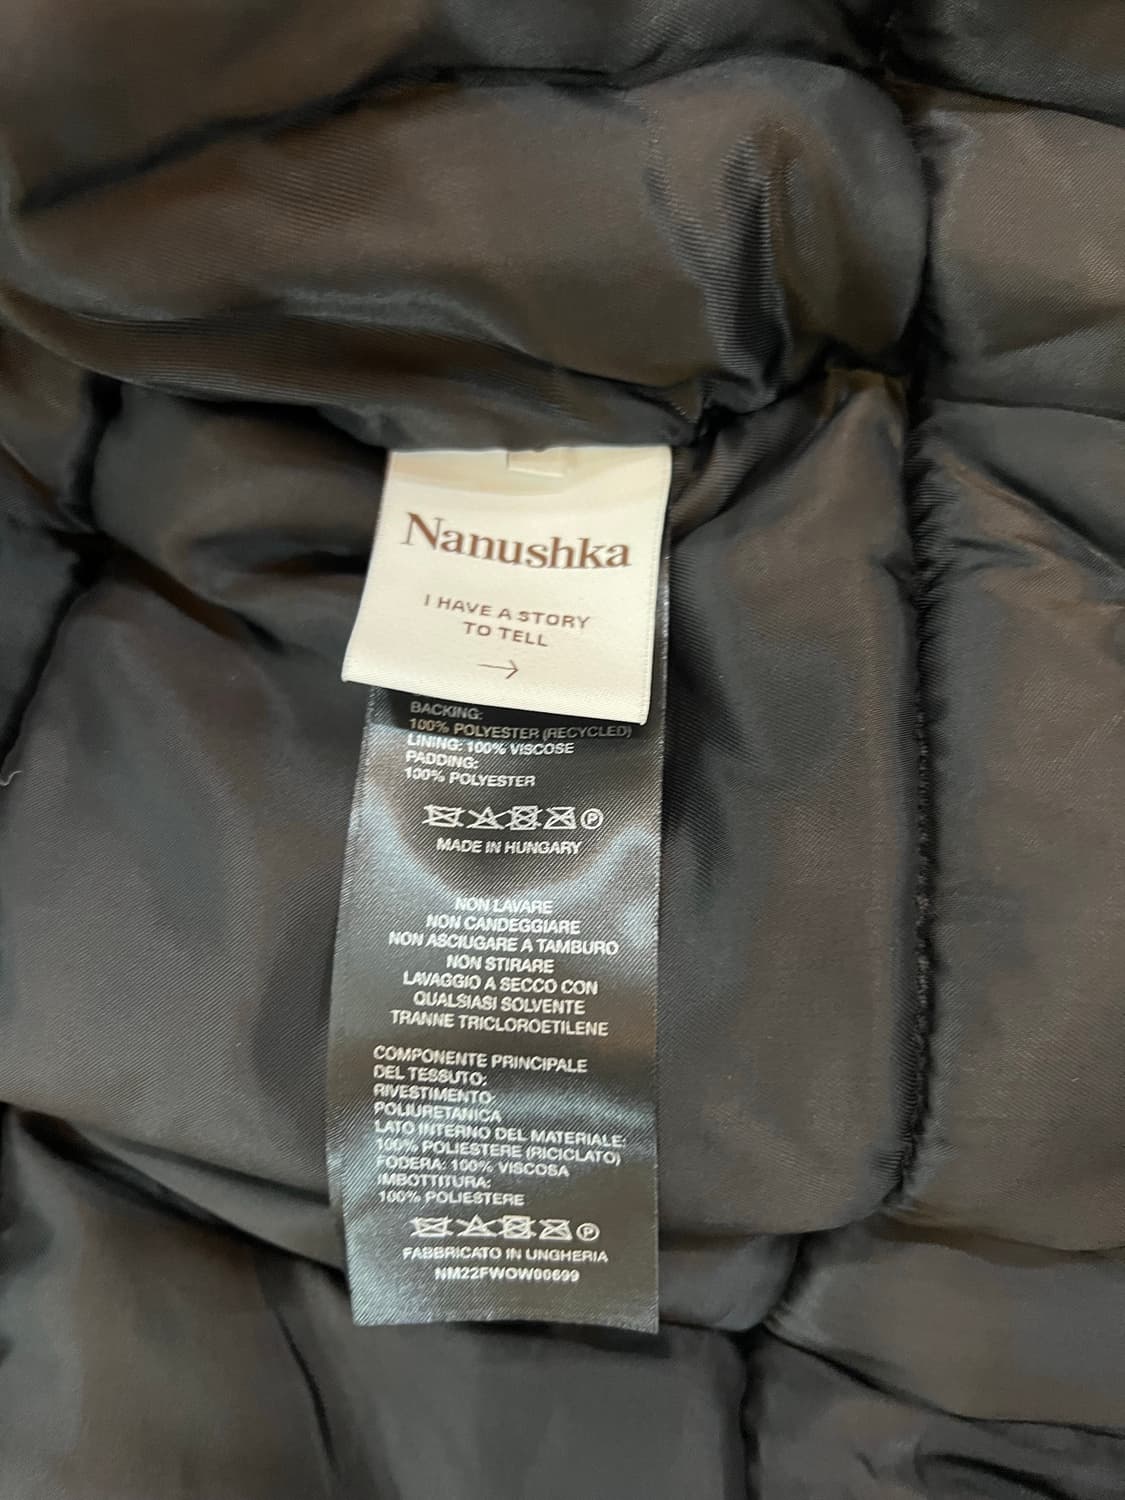 Nanushka
I HAVE A STORY
TO TELL
BACKING:
100% POLYESTER (RECYCLED)
LINING: 100% VISCOSE
PADDING:
100% POLYESTER
P
MADE IN HUNGARY
NON LAVARE
NON CANDEGGIARE
NON ASCIUGARE A TAMBURO
NON STIRARE
LAVAGGIO A SECCO CON
QUALSIASI SOLVENTE
TRANNE TRICLOROETILENE
COMPONENTE PRINCIPALE
DEL TESSUTO:
RIVESTIMENTO
POLIURETANICA
LATO INTERNO DEL MATERIALE:
100% POLIESTERE (RICICLATO)
FODERA: 100% VISCOSA
IMBOTTITURA:
100% POLIESTERE
P
FABBRICATO IN UNGHERIA
NM22FWOW00699